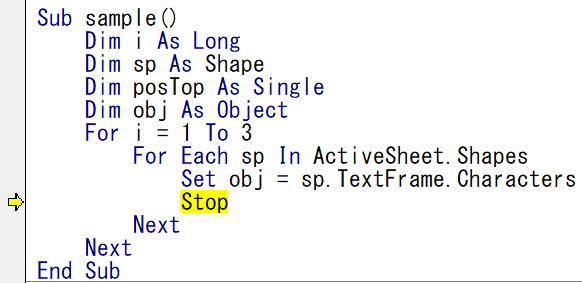 Sub sample()
    Dim i As Long
    Dim sp As Shape
    Dim posTop As Single
    Dim obj As Object
    For i = 1 To 3
        For Each sp In ActiveSheet.Shapes
            Set obj = sp.TextFrame.Characters
            Stop
        Next
    Next
End Sub